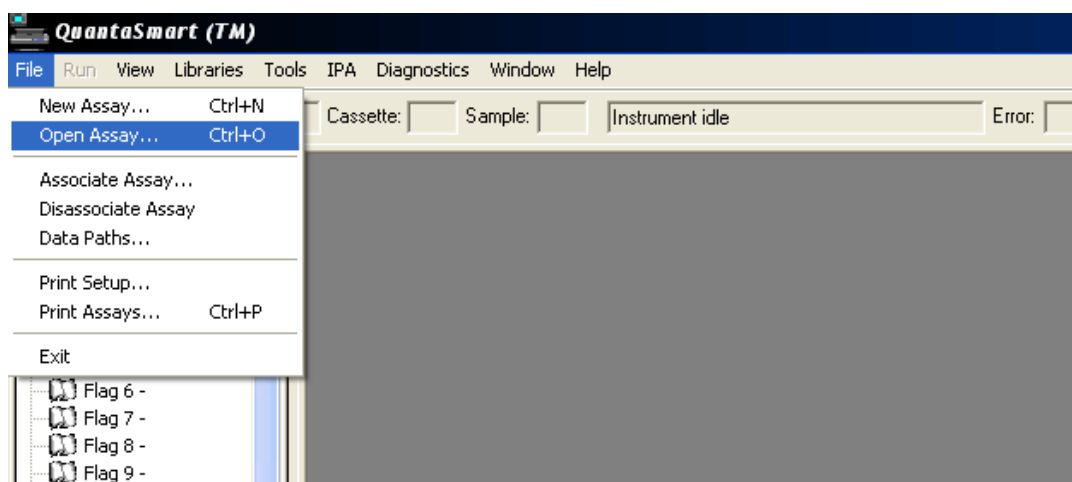 QuantaSmart (TM)
File Run View Libraries Tools IPA Diagnostics Window Help
Cassette: Sample: Instrument idle Error:
New Assay... Ctrl+N
Open Assay... Ctrl+O
Associate Assay...
Disassociate Assay
Data Paths...
Print Setup...
Print Assays... Ctrl+P
Exit
Flag 6 -
Flag 7 -
Flag 8 -
Flag 9 -